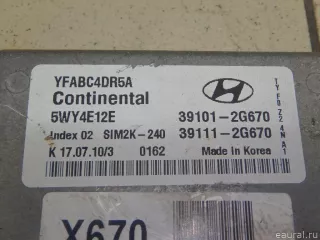 YFABC4DR5A
Continental
5WY4E12E 39101-2G670
Index 02 SIM2K-240 39111-2G670
K 17.07.10/3 0162 Made in Korea
X670
© eaural.ru